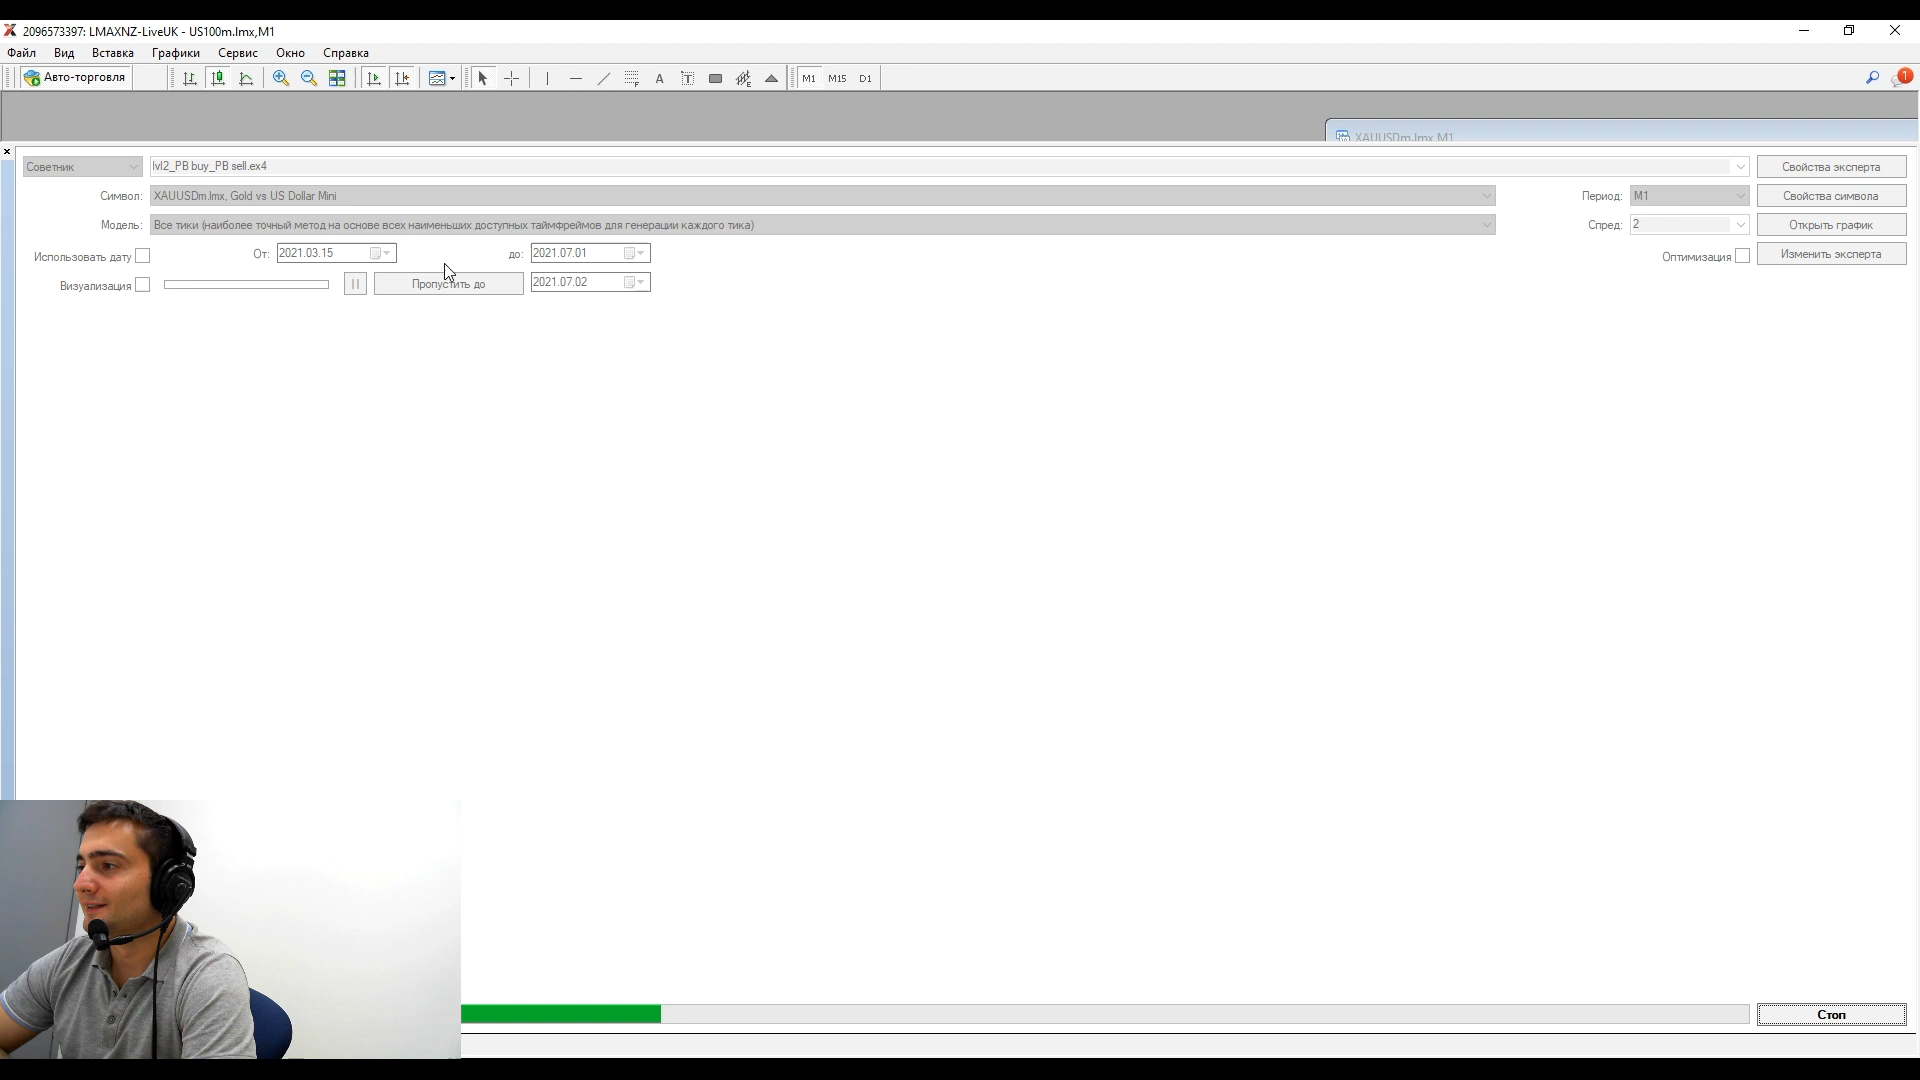 2096573397: LMAXNZ-LiveUK - US100m.lmx,M1
Файл Вид Вставка Графики Сервис Окно Справка
Авто-торговля A T M1 M15 D1 1
XAUUSDm.lmx,M1
Советник lvl2_PB buy_PB sell.ex4 Свойства эксперта
Символ: XAUUSDm.lmx, Gold vs US Dollar Mini Период: M1 Свойства символа
Модель: Все тики (наиболее точный метод на основе всех наименьших доступных таймфреймов для генерации каждого тика) Спред: 2 Открыть график
Использовать дату От: 2021.03.15 до: 2021.07.01 Оптимизация Изменить эксперта
Визуализация Пропустить до 2021.07.02
Стоп